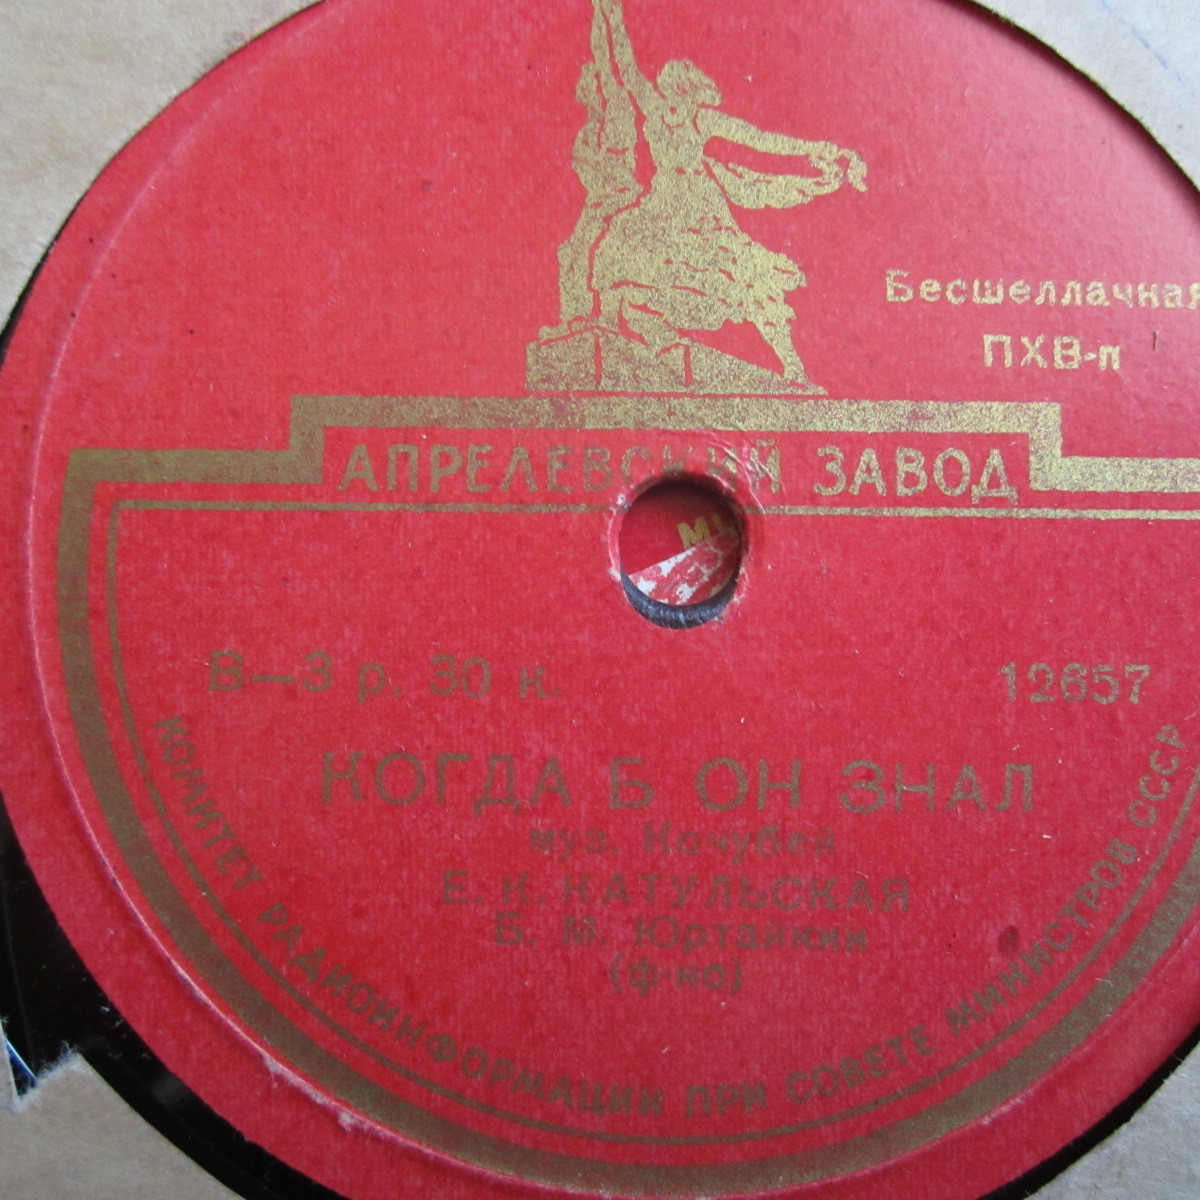 Бесшеллачная
ПХВ-п
АПРЕЛЕВСКИЙ ЗАВОД
В—3 р. 30 к.
12657
КОГДА Б ОН ЗНАЛ
муз. Кочубей
Е. К. КАТУЛЬСКАЯ
Б. М. Юртайкин
(ф-но)
КОМИТЕТ РАДИОИНФОРМАЦИИ ПРИ СОВЕТЕ МИНИСТРОВ СССР